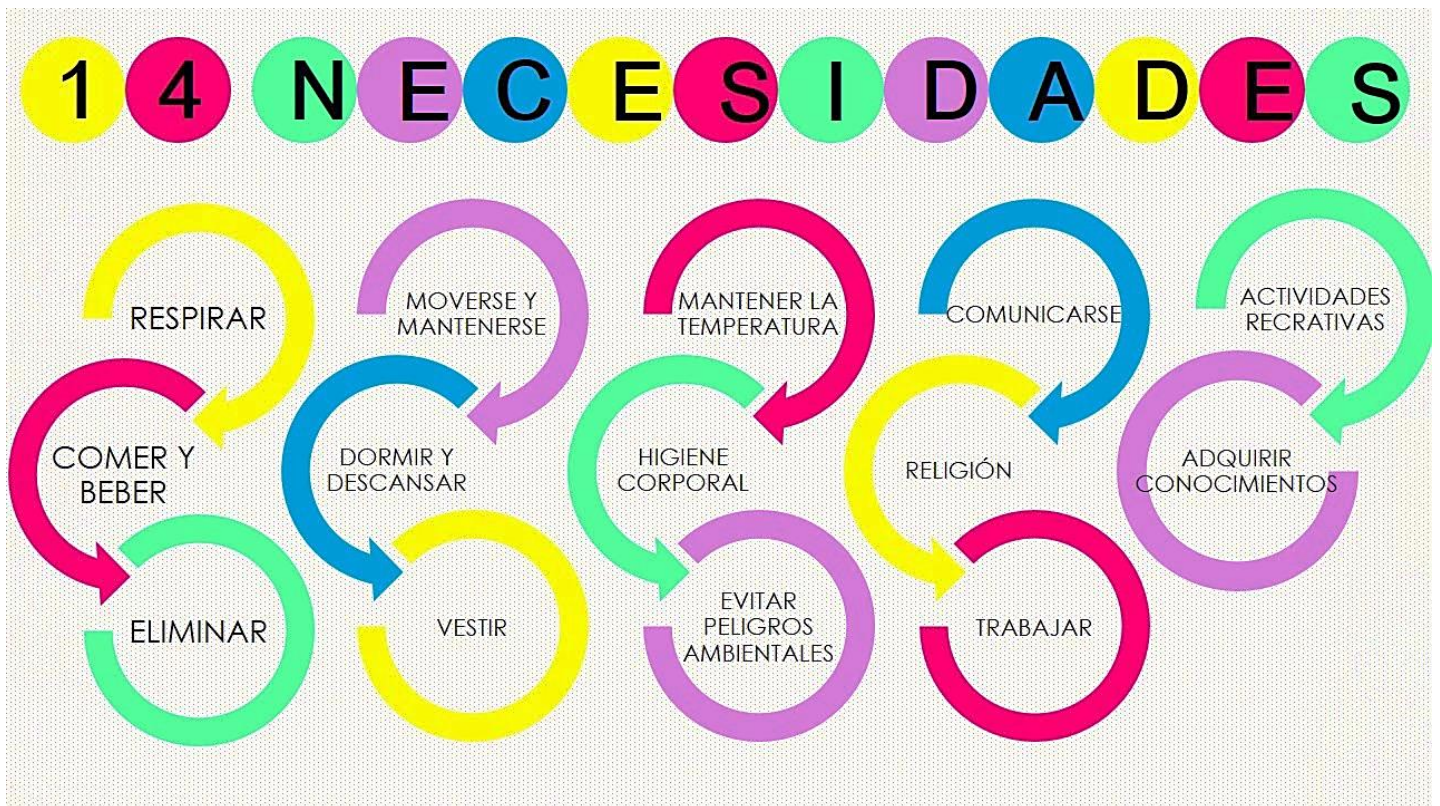 14 NECESIDADES
RESPIRAR
COMER Y
BEBER
ELIMINAR
MOVERSE Y
MANTENERSE
DORMIR Y
DESCANSAR
VESTIR
MANTENER LA
TEMPERATURA
HIGIENE
CORPORAL
EVITAR
PELIGROS
AMBIENTALES
COMUNICARSE
RELIGIÓN
TRABAJAR
ACTIVIDADES
RECRATIVAS
ADQUIRIR
CONOCIMIENTOS